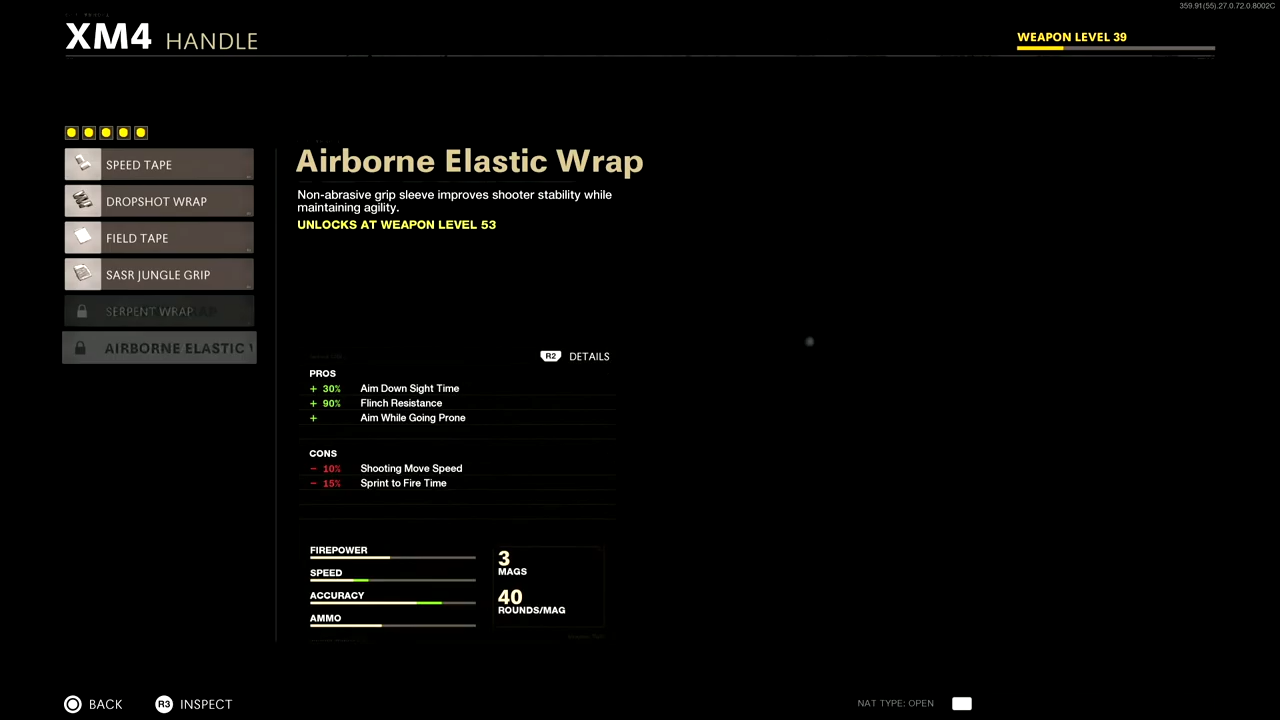 359.91(55).27.0.72.0.8002C
XM4 HANDLE
WEAPON LEVEL 39
SPEED TAPE
DROPSHOT WRAP
FIELD TAPE
SASR JUNGLE GRIP
SERPENT WRAP
AIRBORNE ELASTIC
Airborne Elastic Wrap
Non-abrasive grip sleeve improves shooter stability while
maintaining agility.
UNLOCKS AT WEAPON LEVEL 53
R2 DETAILS
PROS
+ 30% Aim Down Sight Time
+ 90% Flinch Resistance
+ Aim While Going Prone
CONS
- 10% Shooting Move Speed
- 15% Sprint to Fire Time
FIREPOWER
SPEED
ACCURACY
AMMO
3
MAGS
40
ROUNDS/MAG
BACK
R3 INSPECT
NAT TYPE: OPEN